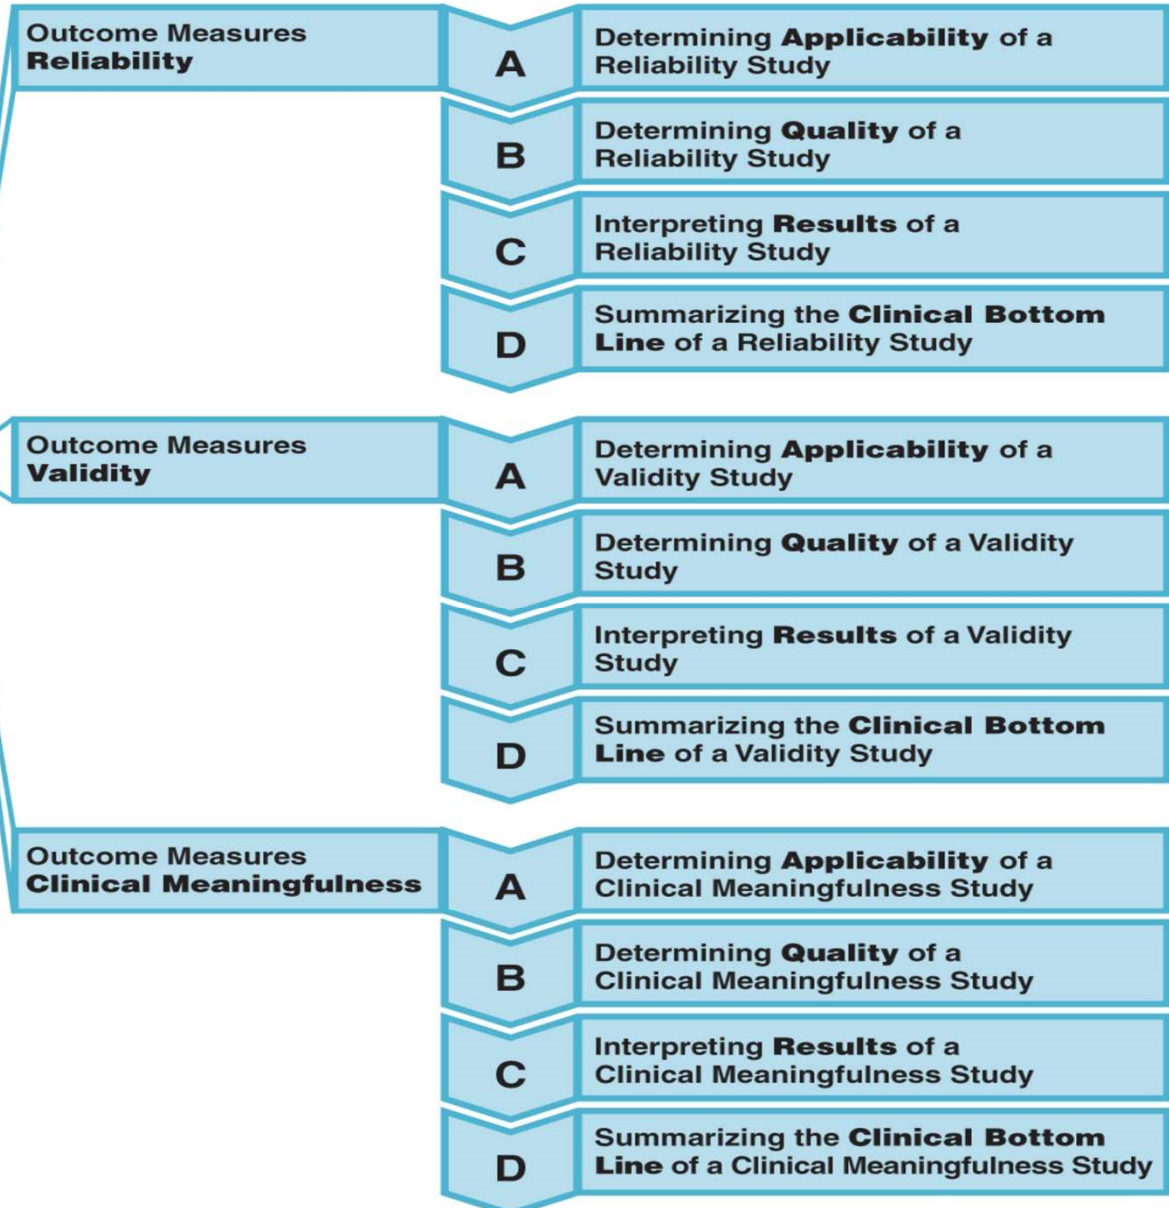 Outcome Measures
Reliability
A
Determining Applicability of a
Reliability Study
B
Determining Quality of a
Reliability Study
C
Interpreting Results of a
Reliability Study
D
Summarizing the Clinical Bottom
Line of a Reliability Study
Outcome Measures
Validity
A
Determining Applicability of a
Validity Study
B
Determining Quality of a Validity
Study
C
Interpreting Results of a Validity
Study
D
Summarizing the Clinical Bottom
Line of a Validity Study
Outcome Measures
Clinical Meaningfulness
A
Determining Applicability of a
Clinical Meaningfulness Study
B
Determining Quality of a
Clinical Meaningfulness Study
C
Interpreting Results of a
Clinical Meaningfulness Study
D
Summarizing the Clinical Bottom
Line of a Clinical Meaningfulness Study